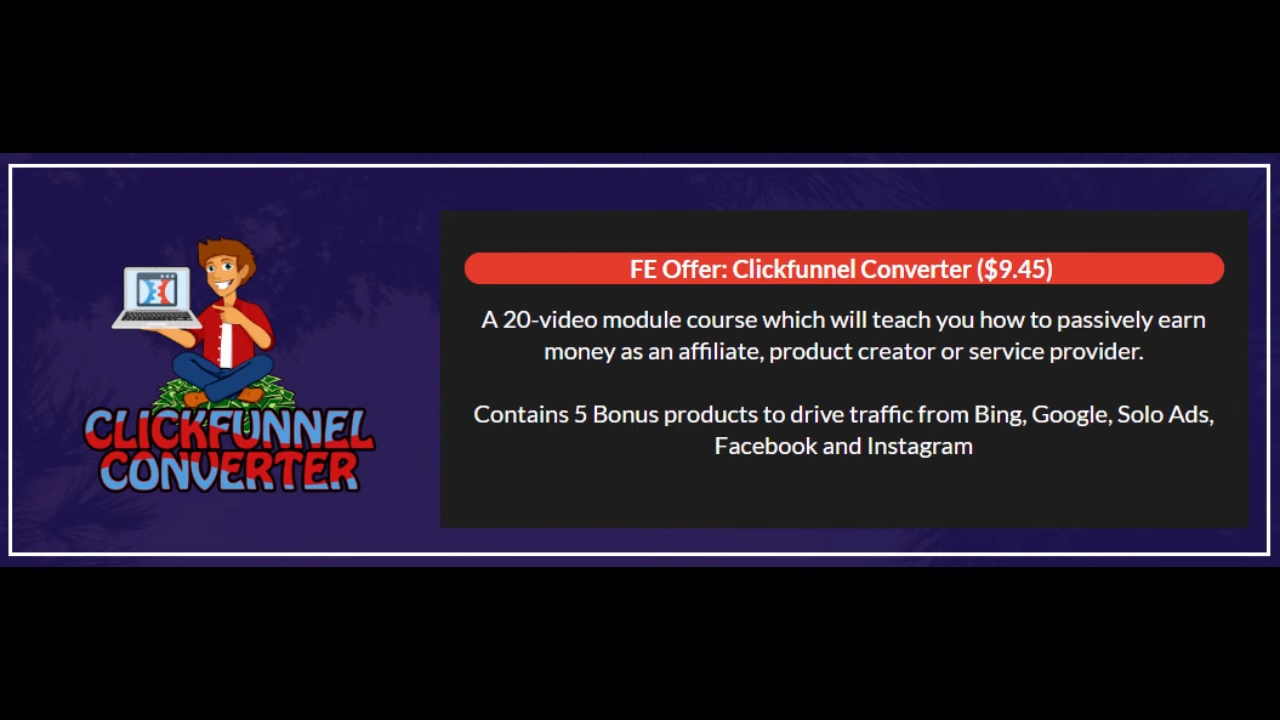 CLICKFUNNEL
CONVERTER
FE Offer: Clickfunnel Converter ($9.45)
A 20-video module course which will teach you how to passively earn
money as an affiliate, product creator or service provider.
Contains 5 Bonus products to drive traffic from Bing, Google, Solo Ads,
Facebook and Instagram